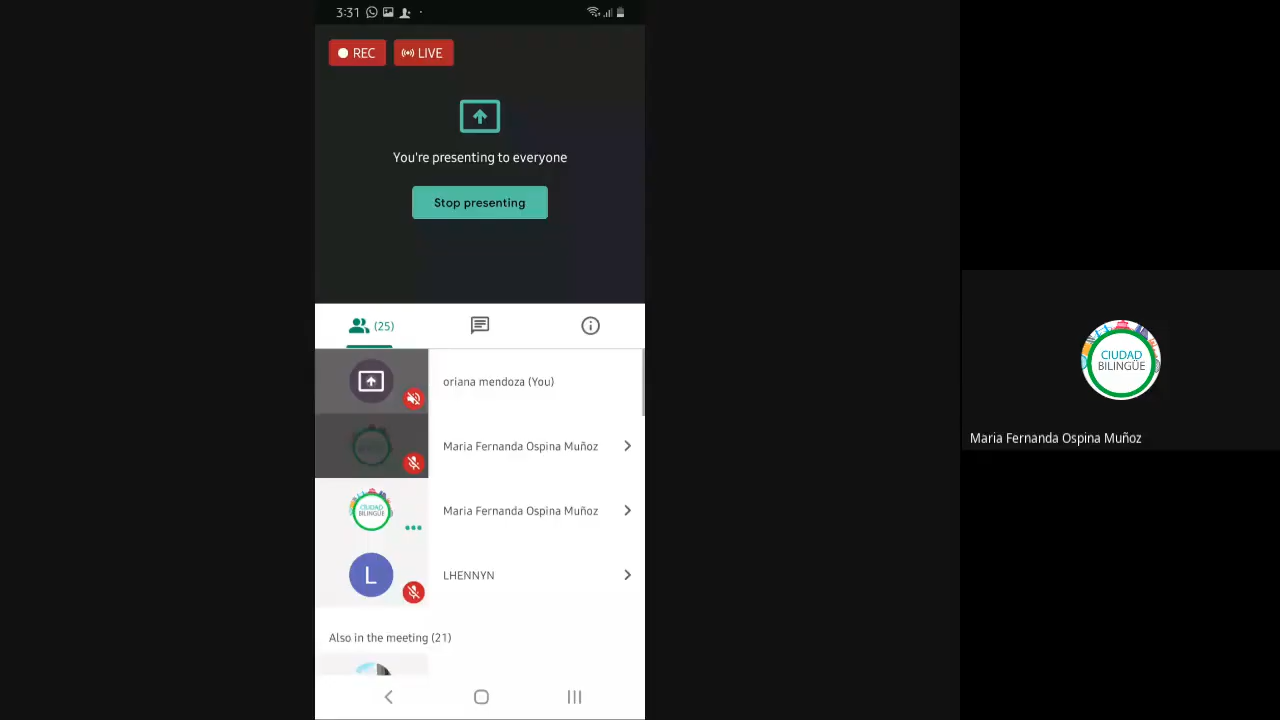 3:31
REC
LIVE
You're presenting to everyone
Stop presenting
(25)
oriana mendoza (You)
Maria Fernanda Ospina Muñoz
CIUDAD
BILINGÜE
Maria Fernanda Ospina Muñoz
L
LHENNYN
Also in the meeting (21)
CIUDAD
BILINGÜE
Maria Fernanda Ospina Muñoz